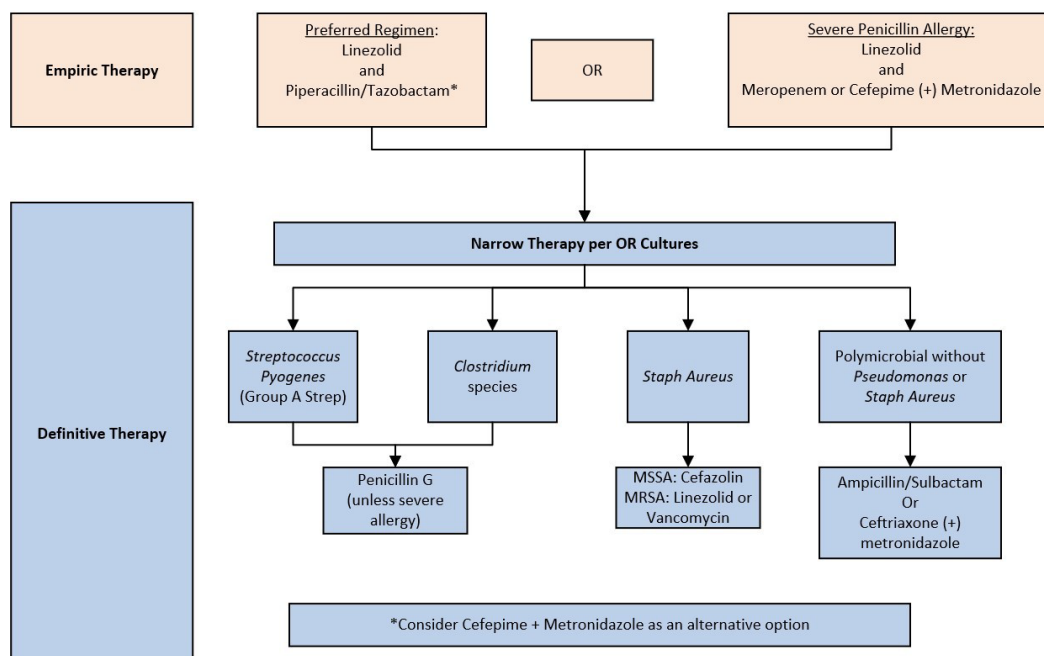 Empiric Therapy
Preferred Regimen:
Linezolid
and
Piperacillin/Tazobactam*
OR
Severe Penicillin Allergy:
Linezolid
and
Meropenem or Cefepime (+) Metronidazole
Definitive Therapy
Narrow Therapy per OR Cultures
Streptococcus
Pyogenes
(Group A Strep)
Clostridium
species
Staph Aureus
Polymicrobial without
Pseudomonas or
Staph Aureus
Penicillin G
(unless severe
allergy)
MSSA: Cefazolin
MRSA: Linezolid or
Vancomycin
Ampicillin/Sulbactam
Or
Ceftriaxone (+)
metronidazole
*Consider Cefepime + Metronidazole as an alternative option